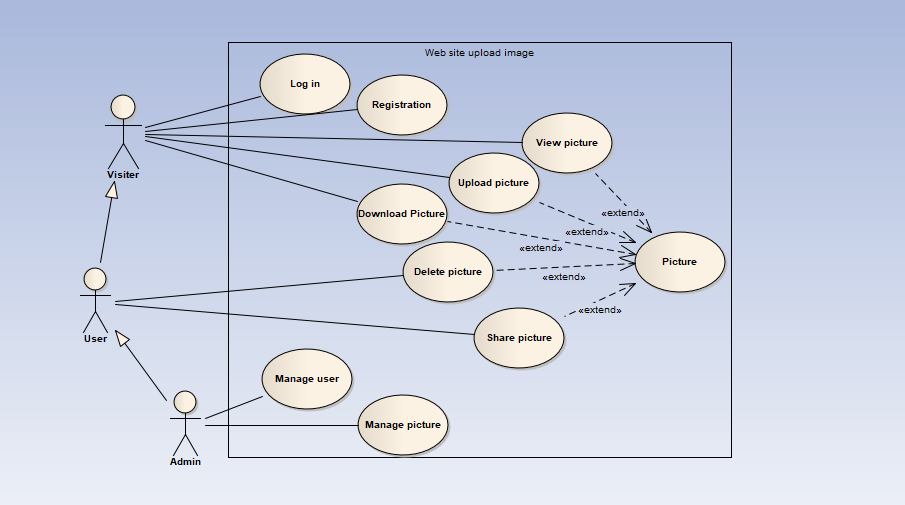 Web site upload image
Log in
Registration
View picture
Visiter
Upload picture
Download Picture
«extend»
«extend»
«extend»
Picture
Delete picture
«extend»
«extend»
User
Share picture
Manage user
Manage picture
Admin